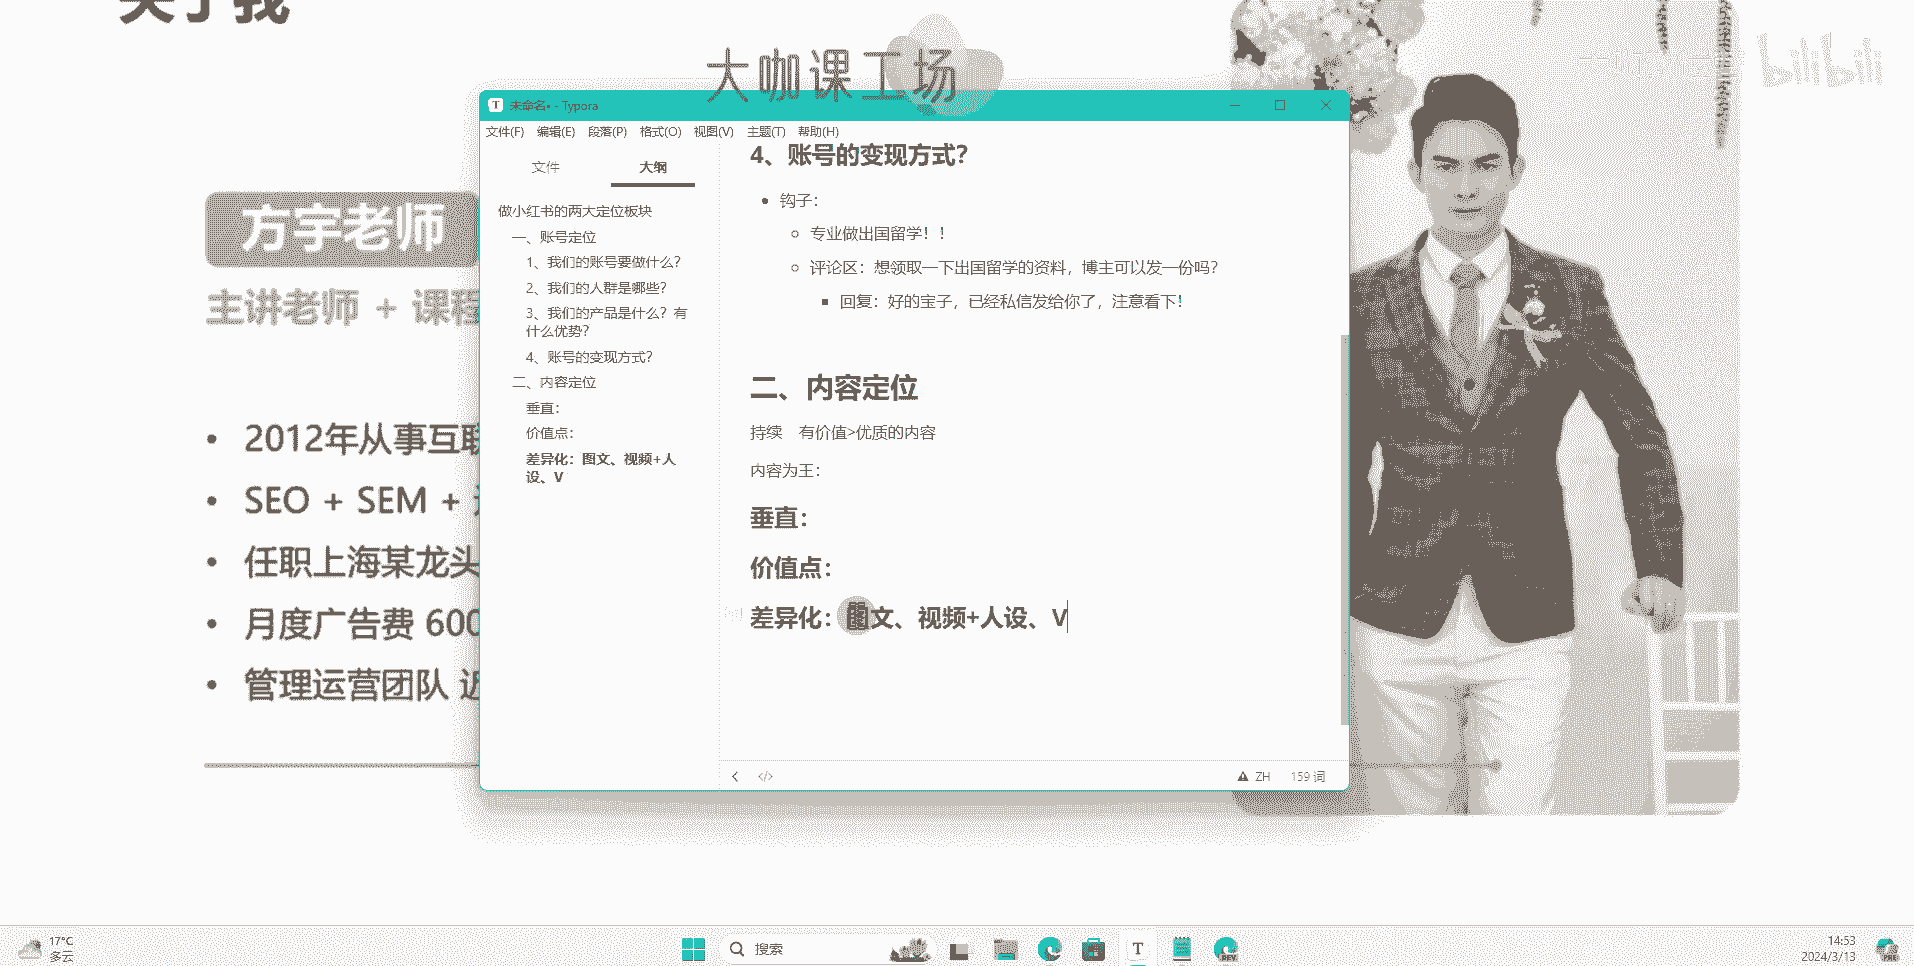 关于我
大咖课工场
bilibili
方宇老师
主讲老师 + 课程
• 2012年从事互联
• SEO + SEM +
• 任职上海某龙头
• 月度广告费 600
• 管理运营团队 近
未命名• - Typora
文件(F) 编辑(E) 段落(P) 格式(O) 视图(V) 主题(T) 帮助(H)
文件 大纲
做小红书的两大定位板块
一、账号定位
1、我们的账号要做什么?
2、我们的人群是哪些?
3、我们的产品是什么?有
什么优势?
4、账号的变现方式?
二、内容定位
垂直:
价值点:
差异化:图文、视频+人
设、V
4、账号的变现方式?
• 钩子:
专业做出国留学!!
评论区:想领取一下出国留学的资料,博主可以发一份吗?
回复:好的宝子,已经私信发给你了,注意看下!
二、内容定位
持续 有价值>优质的内容
内容为王:
垂直:
价值点:
差异化:图文、视频+人设、V
ZH 159 词
17°C
多云
搜索
T
DEV
14:53
2024/3/13
PRE